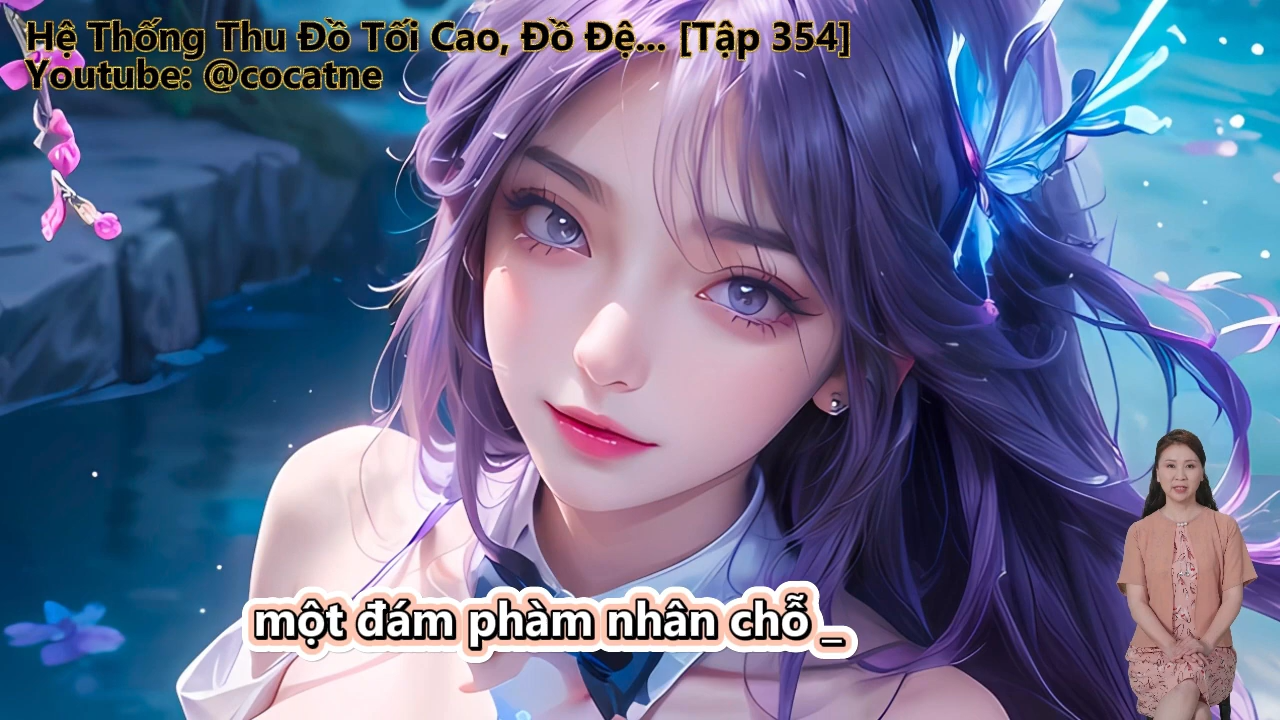 Hệ Thống Thu Đồ Tối Cao, Đồ Đệ... [Tập 354]
Youtube: @cocatne
một đám phàm nhân chỗ _